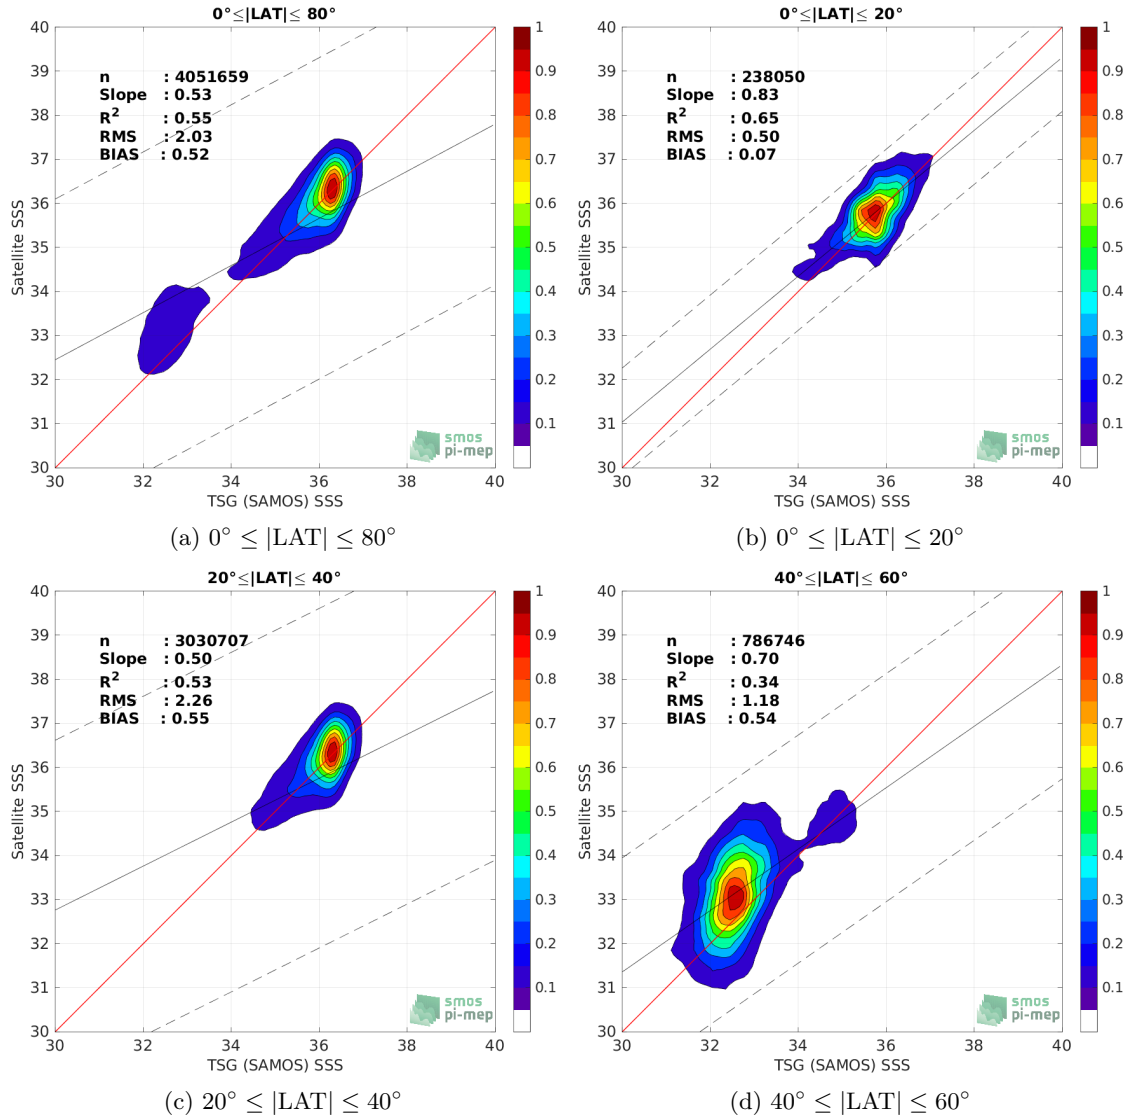 0°≤|LAT|≤ 80°
40
39
38
37
36
35
34
33
32
31
30
Satellite SSS
n : 4051659
Slope : 0.53
R² : 0.55
RMS : 2.03
BIAS : 0.52
smos
pi-mep
30 32 34 36 38 40
TSG (SAMOS) SSS
1
0.9
0.8
0.7
0.6
0.5
0.4
0.3
0.2
0.1
(a) 0° ≤ |LAT| ≤ 80°
0°≤|LAT|≤ 20°
40
39
38
37
36
35
34
33
32
31
30
Satellite SSS
n : 238050
Slope : 0.83
R² : 0.65
RMS : 0.50
BIAS : 0.07
smos
pi-mep
30 32 34 36 38 40
TSG (SAMOS) SSS
1
0.9
0.8
0.7
0.6
0.5
0.4
0.3
0.2
0.1
(b) 0° ≤ |LAT| ≤ 20°
20°≤|LAT|≤ 40°
40
39
38
37
36
35
34
33
32
31
30
Satellite SSS
n : 3030707
Slope : 0.50
R² : 0.53
RMS : 2.26
BIAS : 0.55
smos
pi-mep
30 32 34 36 38 40
TSG (SAMOS) SSS
1
0.9
0.8
0.7
0.6
0.5
0.4
0.3
0.2
0.1
(c) 20° ≤ |LAT| ≤ 40°
40°≤|LAT|≤ 60°
40
39
38
37
36
35
34
33
32
31
30
Satellite SSS
n : 786746
Slope : 0.70
R² : 0.34
RMS : 1.18
BIAS : 0.54
smos
pi-mep
30 32 34 36 38 40
TSG (SAMOS) SSS
1
0.9
0.8
0.7
0.6
0.5
0.4
0.3
0.2
0.1
(d) 40° ≤ |LAT| ≤ 60°